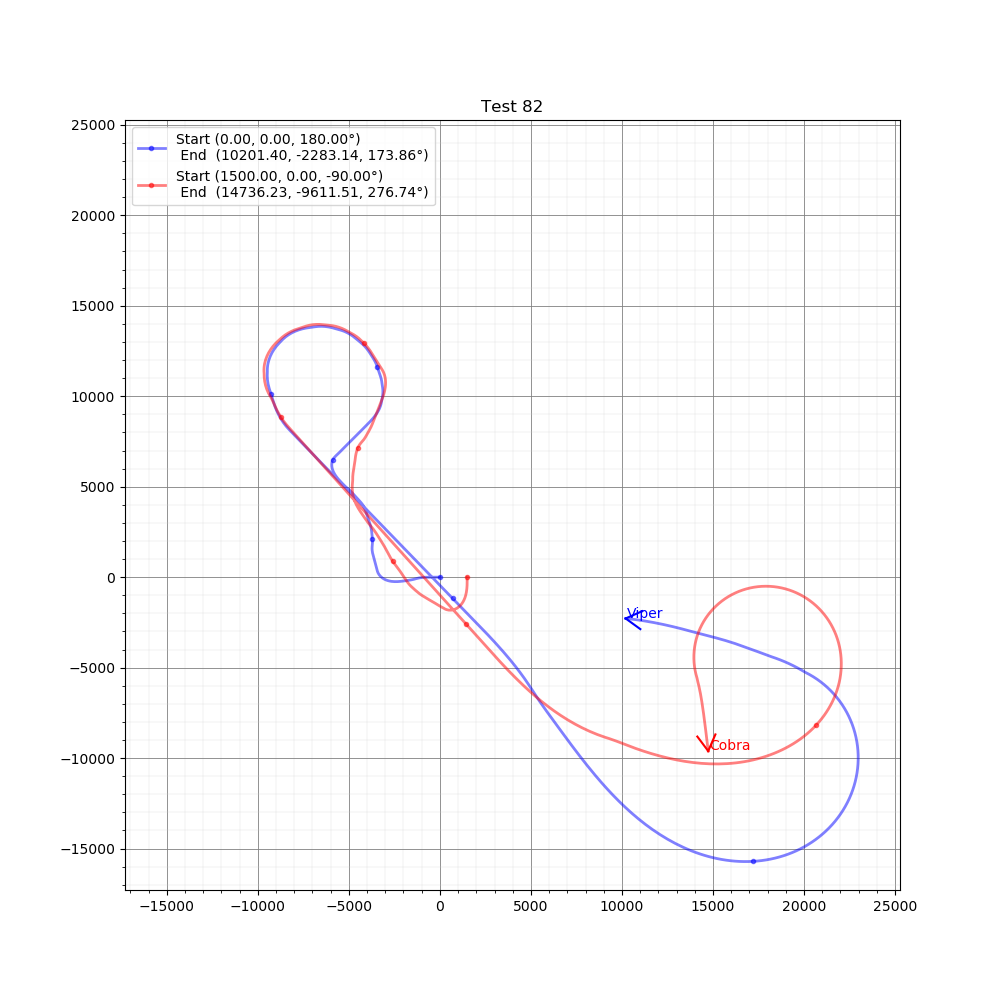 Test 82
Start (0.00, 0.00, 180.00°)
End  (10201.40, -2283.14, 173.86°)
Start (1500.00, 0.00, -90.00°)
End  (14736.23, -9611.51, 276.74°)
25000
20000
15000
10000
5000
0
−5000
−10000
−15000
Viper
Cobra
−15000 −10000 −5000 0 5000 10000 15000 20000 25000